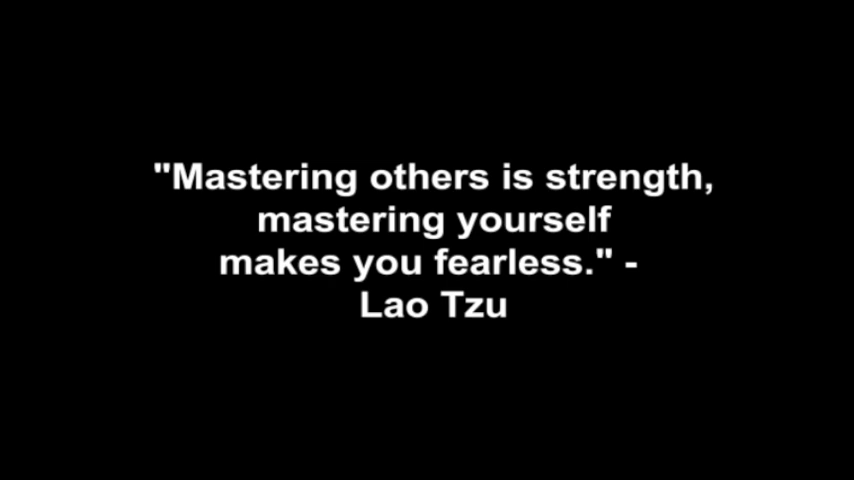 "Mastering others is strength,
mastering yourself
makes you fearless." -
Lao Tzu